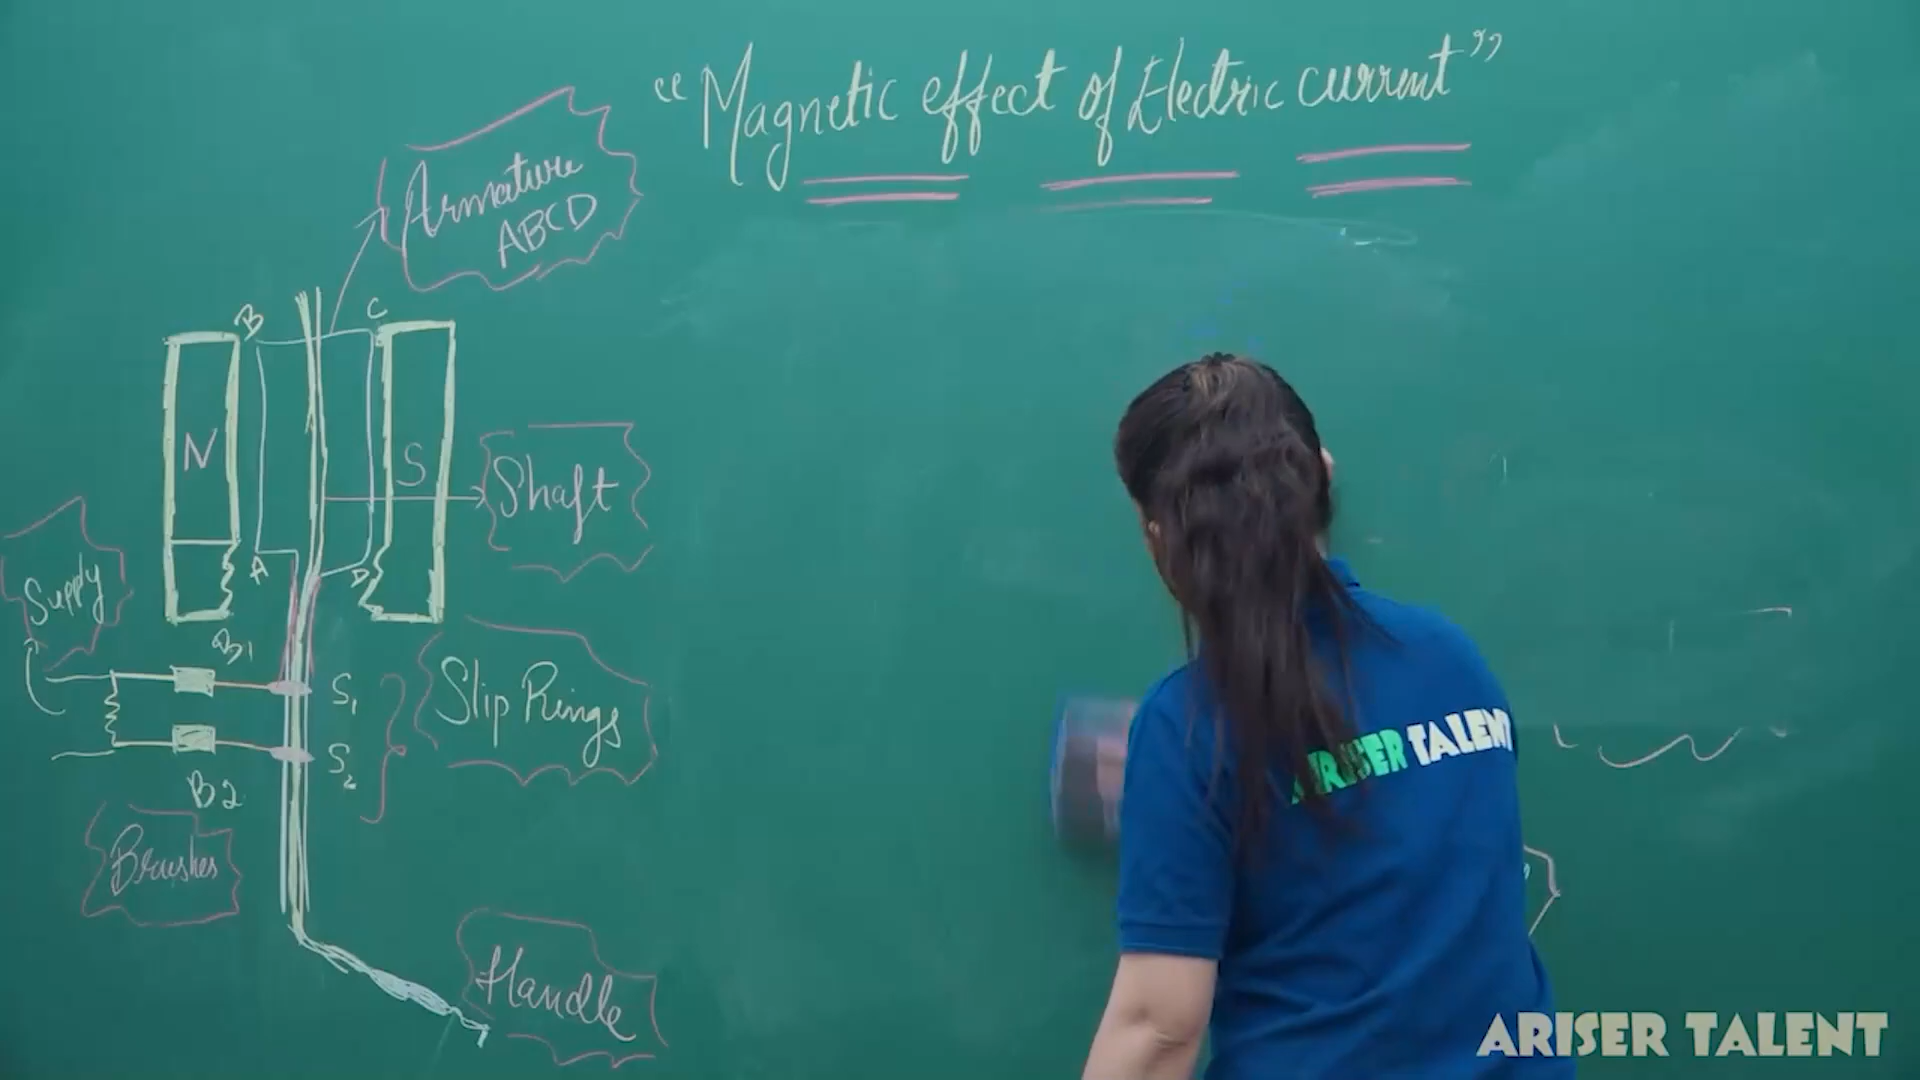 "Magnetic effect of Electric current"
Armature
ABCD
B
C
N
S
Shaft
A
D
Supply
B1
S1
Slip Rings
S2
B2
Brushes
Handle
ARISER TALENT
ARISER TALENT